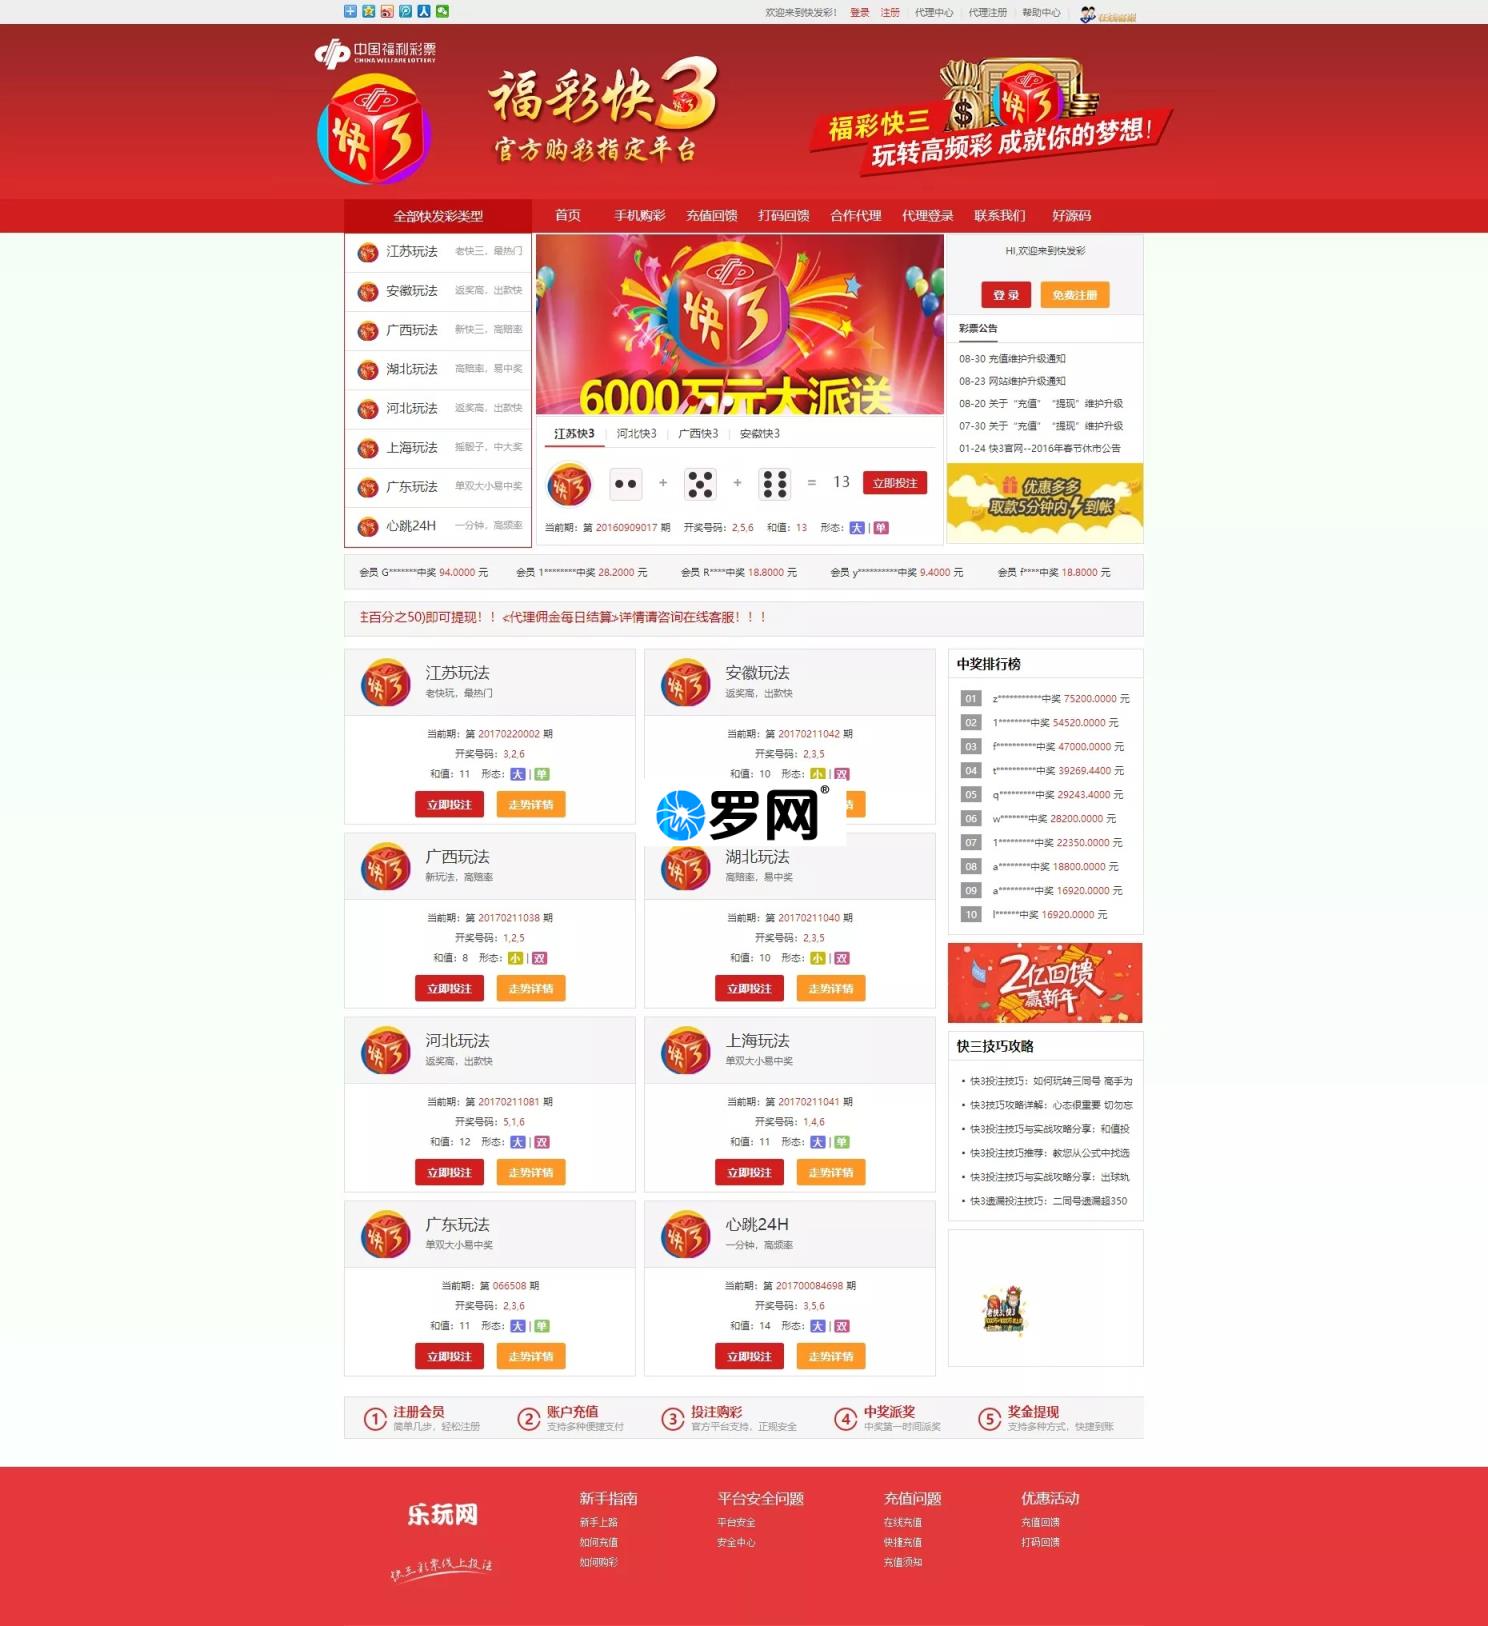 欢迎来到快发彩! 登录 注册 代理中心 代理注册 帮助中心
中国福利彩票
CHINA WELFARE LOTTERY
快3
福彩快3
官方购彩指定平台
快3
福彩快三
玩转高频彩 成就你的梦想!
全部快发彩类型 首页 手机购彩 充值回馈 打码回馈 合作代理 代理登录 联系我们 好源码
江苏玩法 老快三，最热门
安徽玩法 返奖高，出款快
广西玩法 新快三，高赔率
湖北玩法 高赔率，易中奖
河北玩法 返奖高，出款快
上海玩法 摇骰子，中大奖
广东玩法 单双大小易中奖
心跳24H 一分钟，高频率
快3
6000万元大派送
江苏快3 河北快3 广西快3 安徽快3
+ + = 13 立即投注
当前期：第 20160909017 期 开奖号码：2,5,6 和值：13 形态：大 | 单
HI,欢迎来到快发彩
登 录 免费注册
彩票公告
08-30 充值维护升级通知
08-23 网站维护升级通知
08-20 关于“充值” “提现”维护升级
07-30 关于“充值” “提现”维护升级
01-24 快3官网--2016年春节休市公告
优惠多多
取款5分钟内到帐
会员 G*******中奖 94.0000 元 会员 1********中奖 28.2000 元 会员 R****中奖 18.8000 元 会员 y**********中奖 9.4000 元 会员 f****中奖 18.8000 元
百分之50)即可提现！！<代理佣金每日结算>详情请咨询在线客服！！！
江苏玩法
老快玩，最热门
当前期：第 20170220002 期
开奖号码：3,2,6
和值：11 形态：大 | 单
立即投注 走势详情
安徽玩法
返奖高，出款快
当前期：第 20170211042 期
开奖号码：2,3,5
和值：10 形态：小 | 双
情
罗网®
广西玩法
新玩法，高赔率
当前期：第 20170211038 期
开奖号码：1,2,5
和值：8 形态：小 | 双
立即投注 走势详情
湖北玩法
高赔率，易中奖
当前期：第 20170211040 期
开奖号码：2,3,5
和值：10 形态：小 | 双
立即投注 走势详情
河北玩法
返奖高，出款快
当前期：第 20170211081 期
开奖号码：5,1,6
和值：12 形态：大 | 双
立即投注 走势详情
上海玩法
单双大小易中奖
当前期：第 20170211041 期
开奖号码：1,4,6
和值：11 形态：大 | 单
立即投注 走势详情
广东玩法
单双大小易中奖
当前期：第 066508 期
开奖号码：2,3,6
和值：11 形态：大 | 单
立即投注 走势详情
心跳24H
一分钟，高频率
当前期：第 201700084698 期
开奖号码：3,5,6
和值：14 形态：大 | 双
立即投注 走势详情
中奖排行榜
01 z***********中奖 75200.0000 元
02 1********中奖 54520.0000 元
03 f**********中奖 47000.0000 元
04 t**********中奖 39269.4400 元
05 q*********中奖 29243.4000 元
06 w*******中奖 28200.0000 元
07 1*********中奖 22350.0000 元
08 a********中奖 18800.0000 元
09 a*********中奖 16920.0000 元
10 l******中奖 16920.0000 元
2亿回馈
赢新年
快三技巧攻略
• 快3投注技巧：如何玩转三同号 高手为
• 快3技巧攻略详解：心态很重要 切勿忘
• 快3投注技巧与实战攻略分享：和值投
• 快3投注技巧推荐：教您从公式中找选
• 快3投注技巧与实战攻略分享：出球轨
• 快3遗漏投注技巧：二同号遗漏超350
1 注册会员 简单几步，轻松注册
2 账户充值 支持多种便捷支付
3 投注购彩 官方平台支持，正规安全
4 中奖派奖 中奖第一时间派奖
5 奖金提现 支持多种方式，快捷到账
乐玩网
快三彩票线上投注
新手指南
新手上路
如何充值
如何购彩
平台安全问题
平台安全
安全中心
充值问题
在线充值
快捷充值
充值须知
优惠活动
充值回馈
打码回馈